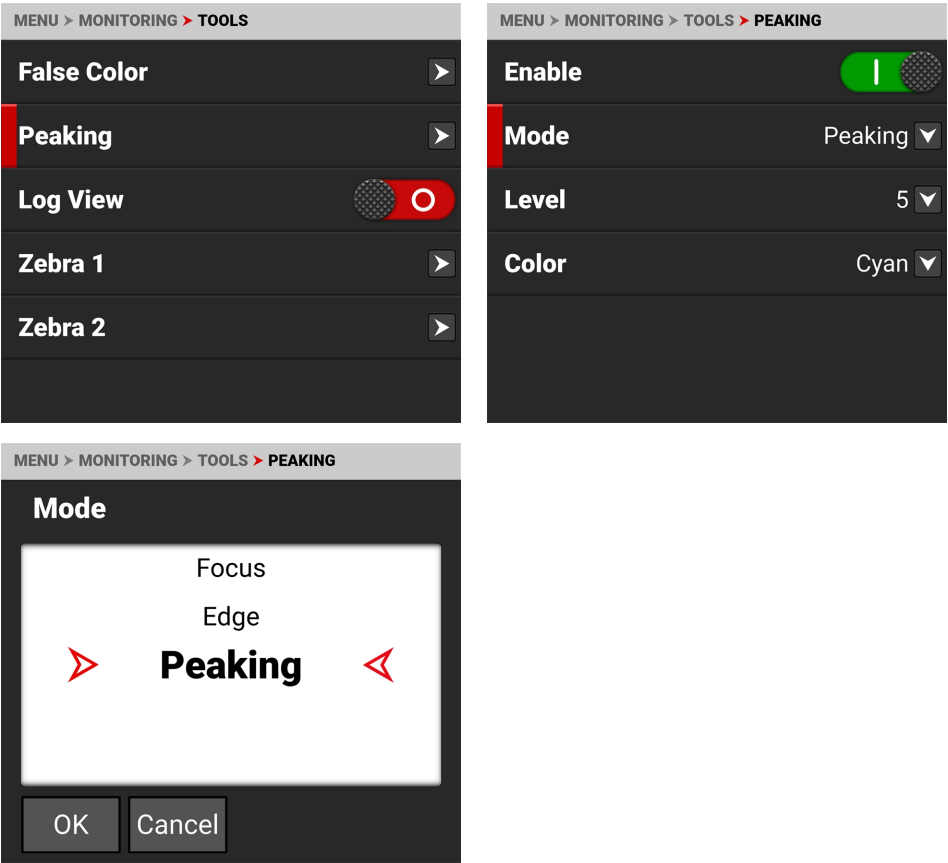 MENU > MONITORING > TOOLS
False Color
Peaking
Log View
Zebra 1
Zebra 2
MENU > MONITORING > TOOLS > PEAKING
Enable
Mode Peaking
Level 5
Color Cyan
MENU > MONITORING > TOOLS > PEAKING
Mode
Focus
Edge
Peaking
OK Cancel